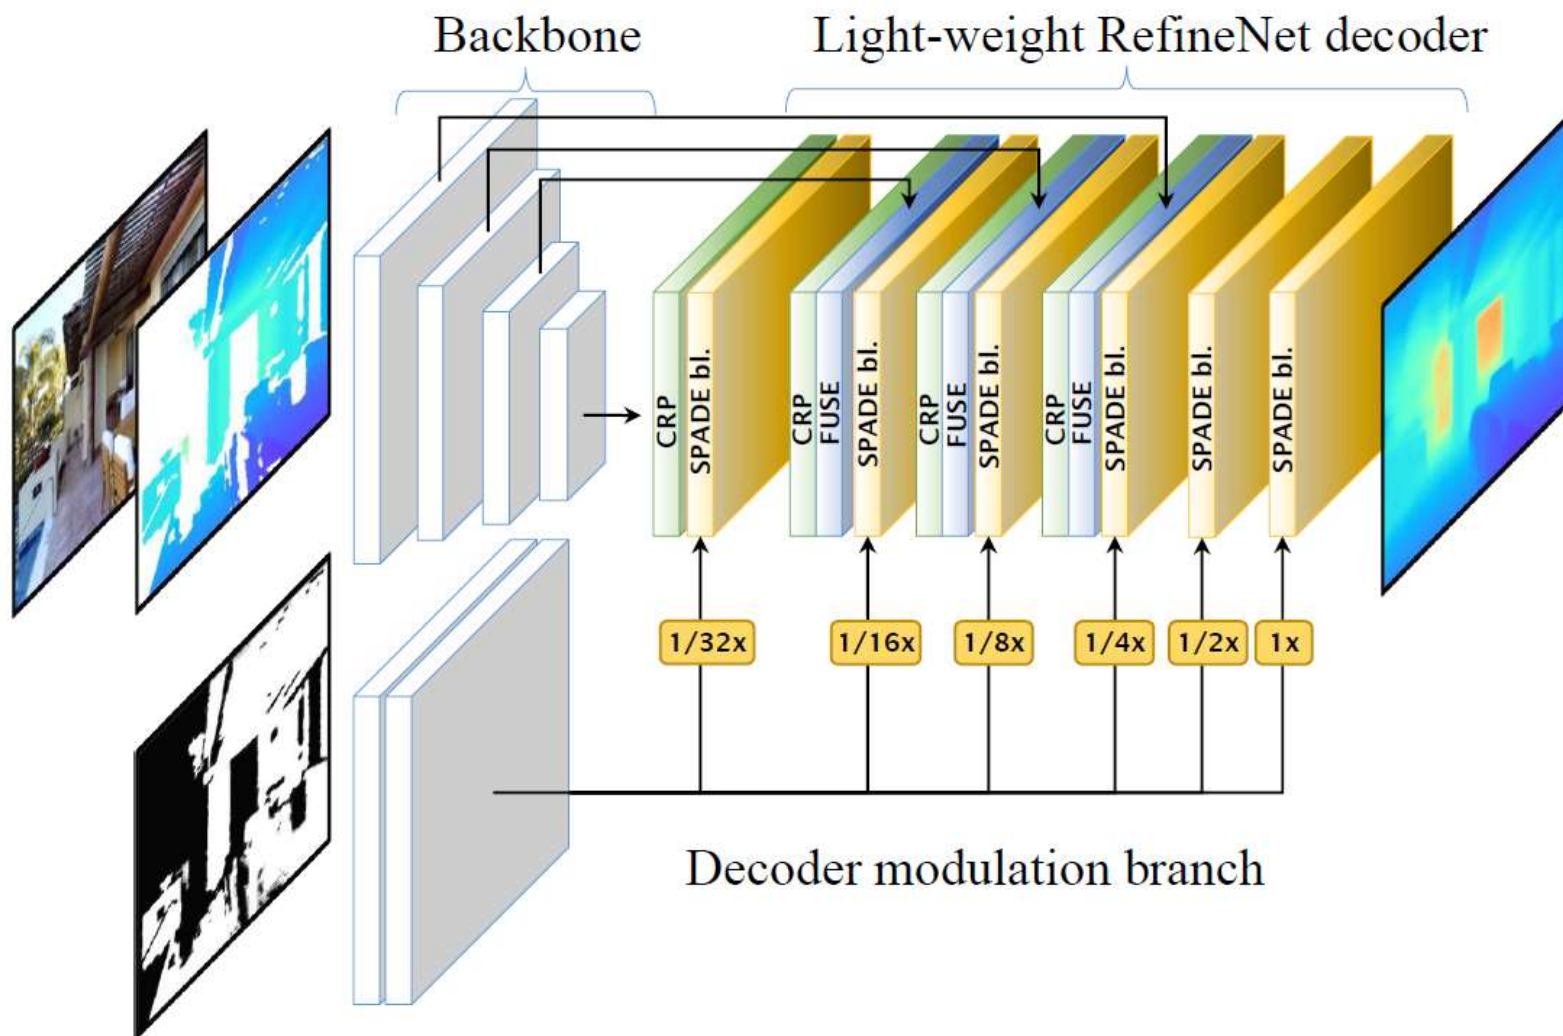 Backbone
Light-weight RefineNet decoder
CRP
SPADE bl.
CRP
FUSE
SPADE bl.
CRP
FUSE
SPADE bl.
CRP
FUSE
SPADE bl.
SPADE bl.
SPADE bl.
1/32x
1/16x
1/8x
1/4x
1/2x
1x
Decoder modulation branch